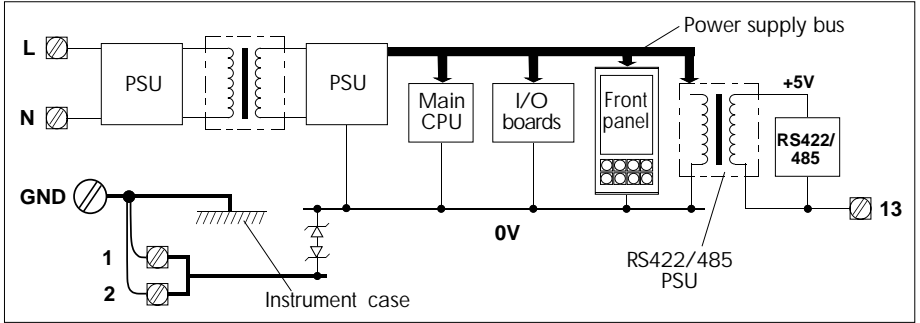 Power supply bus
L
PSU
PSU
N
Main
CPU
I/O
boards
Front
panel
+5V
RS422/
485
GND
13
0V
1
2
RS422/485
PSU
Instrument case